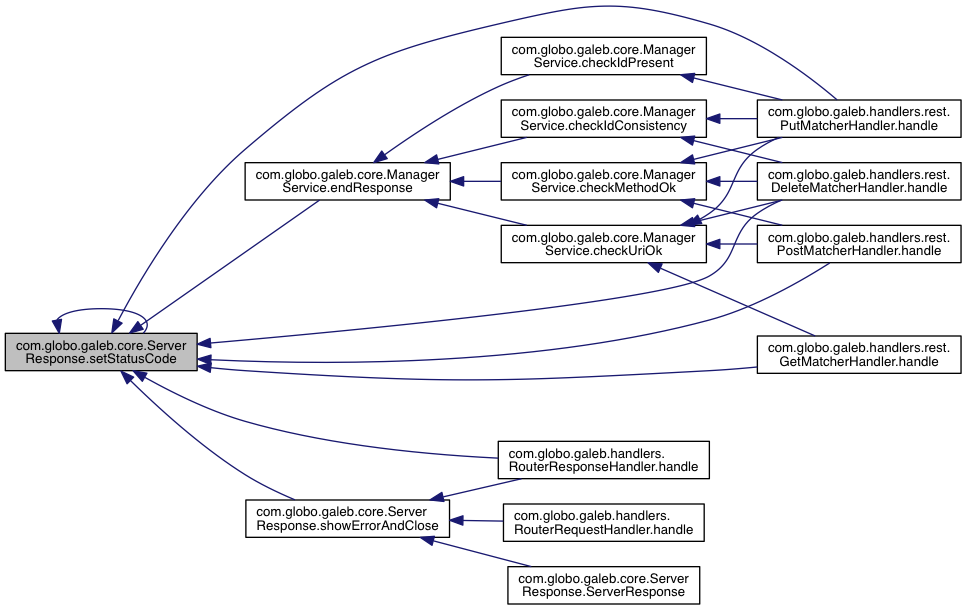 com.globo.galeb.core.Manager
Service.checkIdPresent
com.globo.galeb.handlers.rest.
PutMatcherHandler.handle
com.globo.galeb.core.Manager
Service.checkIdConsistency
com.globo.galeb.core.Manager
Service.endResponse
com.globo.galeb.core.Manager
Service.checkMethodOk
com.globo.galeb.handlers.rest.
DeleteMatcherHandler.handle
com.globo.galeb.core.Manager
Service.checkUriOk
com.globo.galeb.handlers.rest.
PostMatcherHandler.handle
com.globo.galeb.core.Server
Response.setStatusCode
com.globo.galeb.handlers.rest.
GetMatcherHandler.handle
com.globo.galeb.handlers.
RouterResponseHandler.handle
com.globo.galeb.core.Server
Response.showErrorAndClose
com.globo.galeb.handlers.
RouterRequestHandler.handle
com.globo.galeb.core.Server
Response.ServerResponse